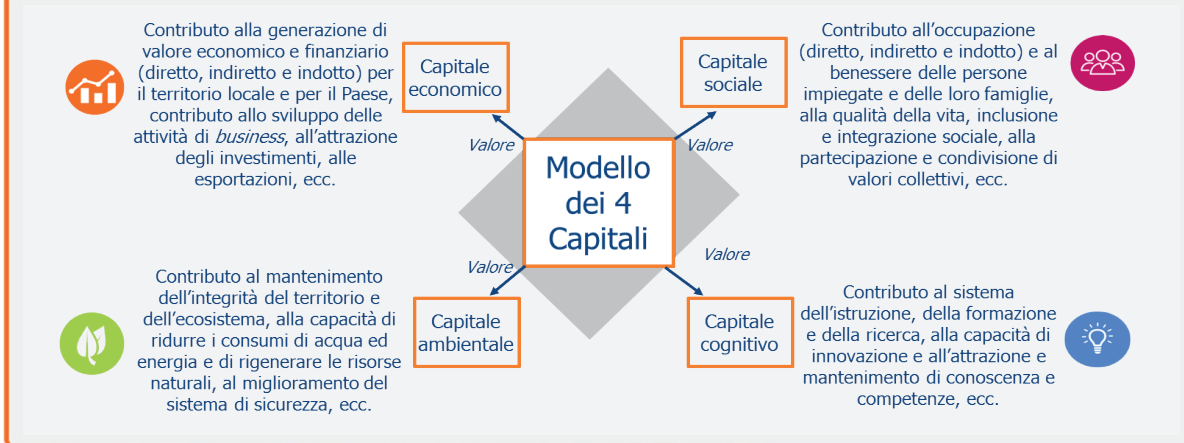 Contributo alla generazione di
valore economico e finanziario
(diretto, indiretto e indotto) per
il territorio locale e per il Paese,
contributo allo sviluppo delle
attività di business, all'attrazione
degli investimenti, alle
esportazioni, ecc.
Capitale
economico
Valore
Capitale
sociale
Valore
Contributo all'occupazione
(diretto, indiretto e indotto) e al
benessere delle persone
impiegate e delle loro famiglie,
alla qualità della vita, inclusione
e integrazione sociale, alla
partecipazione e condivisione di
valori collettivi, ecc.
Modello
dei 4
Capitali
Contributo al mantenimento
dell'integrità del territorio e
dell'ecosistema, alla capacità di
ridurre i consumi di acqua ed
energia e di rigenerare le risorse
naturali, al miglioramento del
sistema di sicurezza, ecc.
Valore
Capitale
ambientale
Valore
Capitale
cognitivo
Contributo al sistema
dell'istruzione, della formazione
e della ricerca, alla capacità di
innovazione e all'attrazione e
mantenimento di conoscenza e
competenze, ecc.